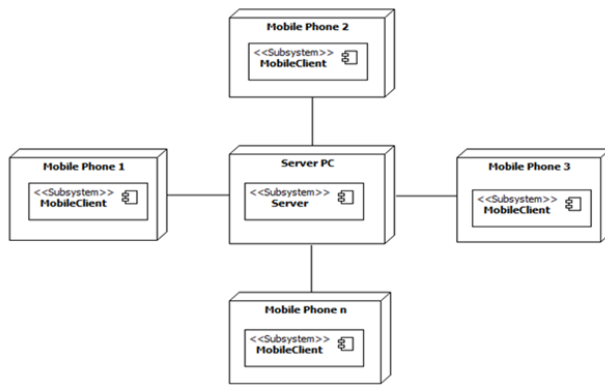 Mobile Phone 2
<<Subsystem>>
MobileClient
Mobile Phone 1
<<Subsystem>>
MobileClient
Server PC
<<Subsystem>>
Server
Mobile Phone 3
<<Subsystem>>
MobileClient
Mobile Phone n
<<Subsystem>>
MobileClient